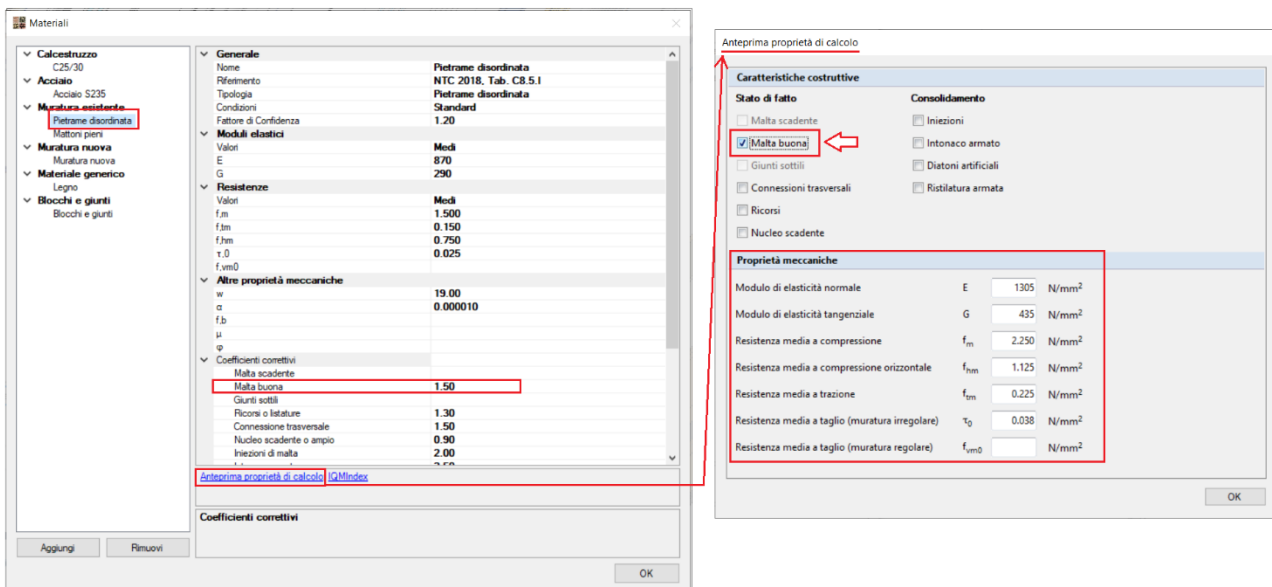 Materiali
Calcestruzzo
C25/30
Acciaio
Acciaio S235
Muratura esistente
Pietrame disordinata
Mattoni pieni
Muratura nuova
Muratura nuova
Materiale generico
Legno
Blocchi e giunti
Blocchi e giunti
Aggiungi Rimuovi
Generale
Nome Pietrame disordinata
Riferimento NTC 2018, Tab. C8.5.I
Tipologia Pietrame disordinata
Condizioni Standard
Fattore di Confidenza 1.20
Moduli elastici
Valori Medi
E 870
G 290
Resistenze
Valori Medi
f,m 1.500
f,tm 0.150
f,hm 0.750
τ,0 0.025
f,vm0
Altre proprietà meccaniche
w 19.00
α 0.000010
f,b
μ
φ
Coefficienti correttivi
Malta scadente
Malta buona 1.50
Giunti sottili
Ricorsi o listature 1.30
Connessione trasversale 1.50
Nucleo scadente o ampio 0.90
Iniezioni di malta 2.00
Anteprima proprietà di calcolo IQMIndex
Coefficienti correttivi
OK
Anteprima proprietà di calcolo
Caratteristiche costruttive
Stato di fatto Consolidamento
Malta scadente Iniezioni
Malta buona Intonaco armato
Giunti sottili Diatoni artificiali
Connessioni trasversali Ristilatura armata
Ricorsi
Nucleo scadente
Proprietà meccaniche
Modulo di elasticità normale E 1305 N/mm²
Modulo di elasticità tangenziale G 435 N/mm²
Resistenza media a compressione fm 2.250 N/mm²
Resistenza media a compressione orizzontale fhm 1.125 N/mm²
Resistenza media a trazione ftm 0.225 N/mm²
Resistenza media a taglio (muratura irregolare) τ0 0.038 N/mm²
Resistenza media a taglio (muratura regolare) fvm0 N/mm²
OK